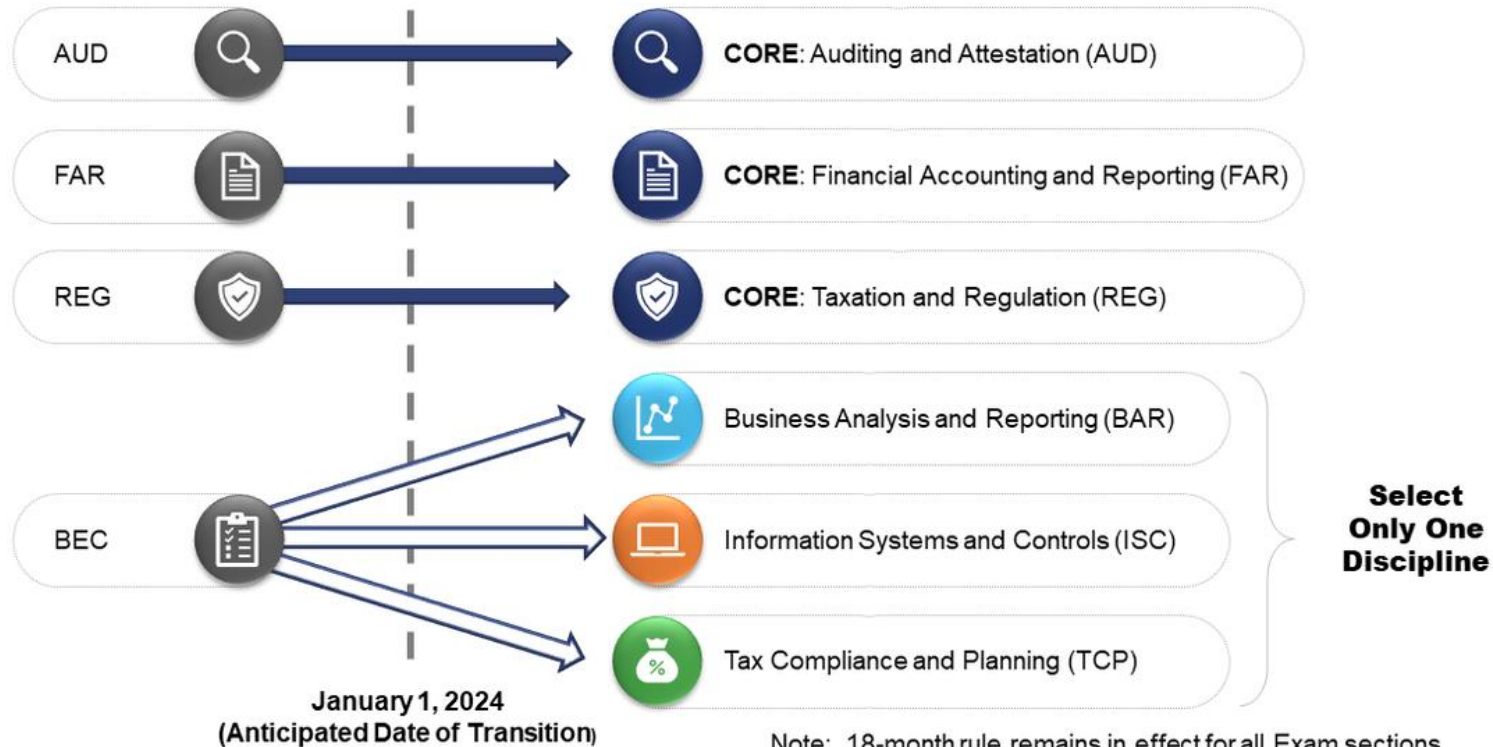 AUD
CORE: Auditing and Attestation (AUD)
FAR
CORE: Financial Accounting and Reporting (FAR)
REG
CORE: Taxation and Regulation (REG)
Business Analysis and Reporting (BAR)
BEC
Information Systems and Controls (ISC)
Tax Compliance and Planning (TCP)
Select
Only One
Discipline
%
January 1, 2024
(Anticipated Date of Transition)
Note: 18-month rule remains in effect for all Exam sections